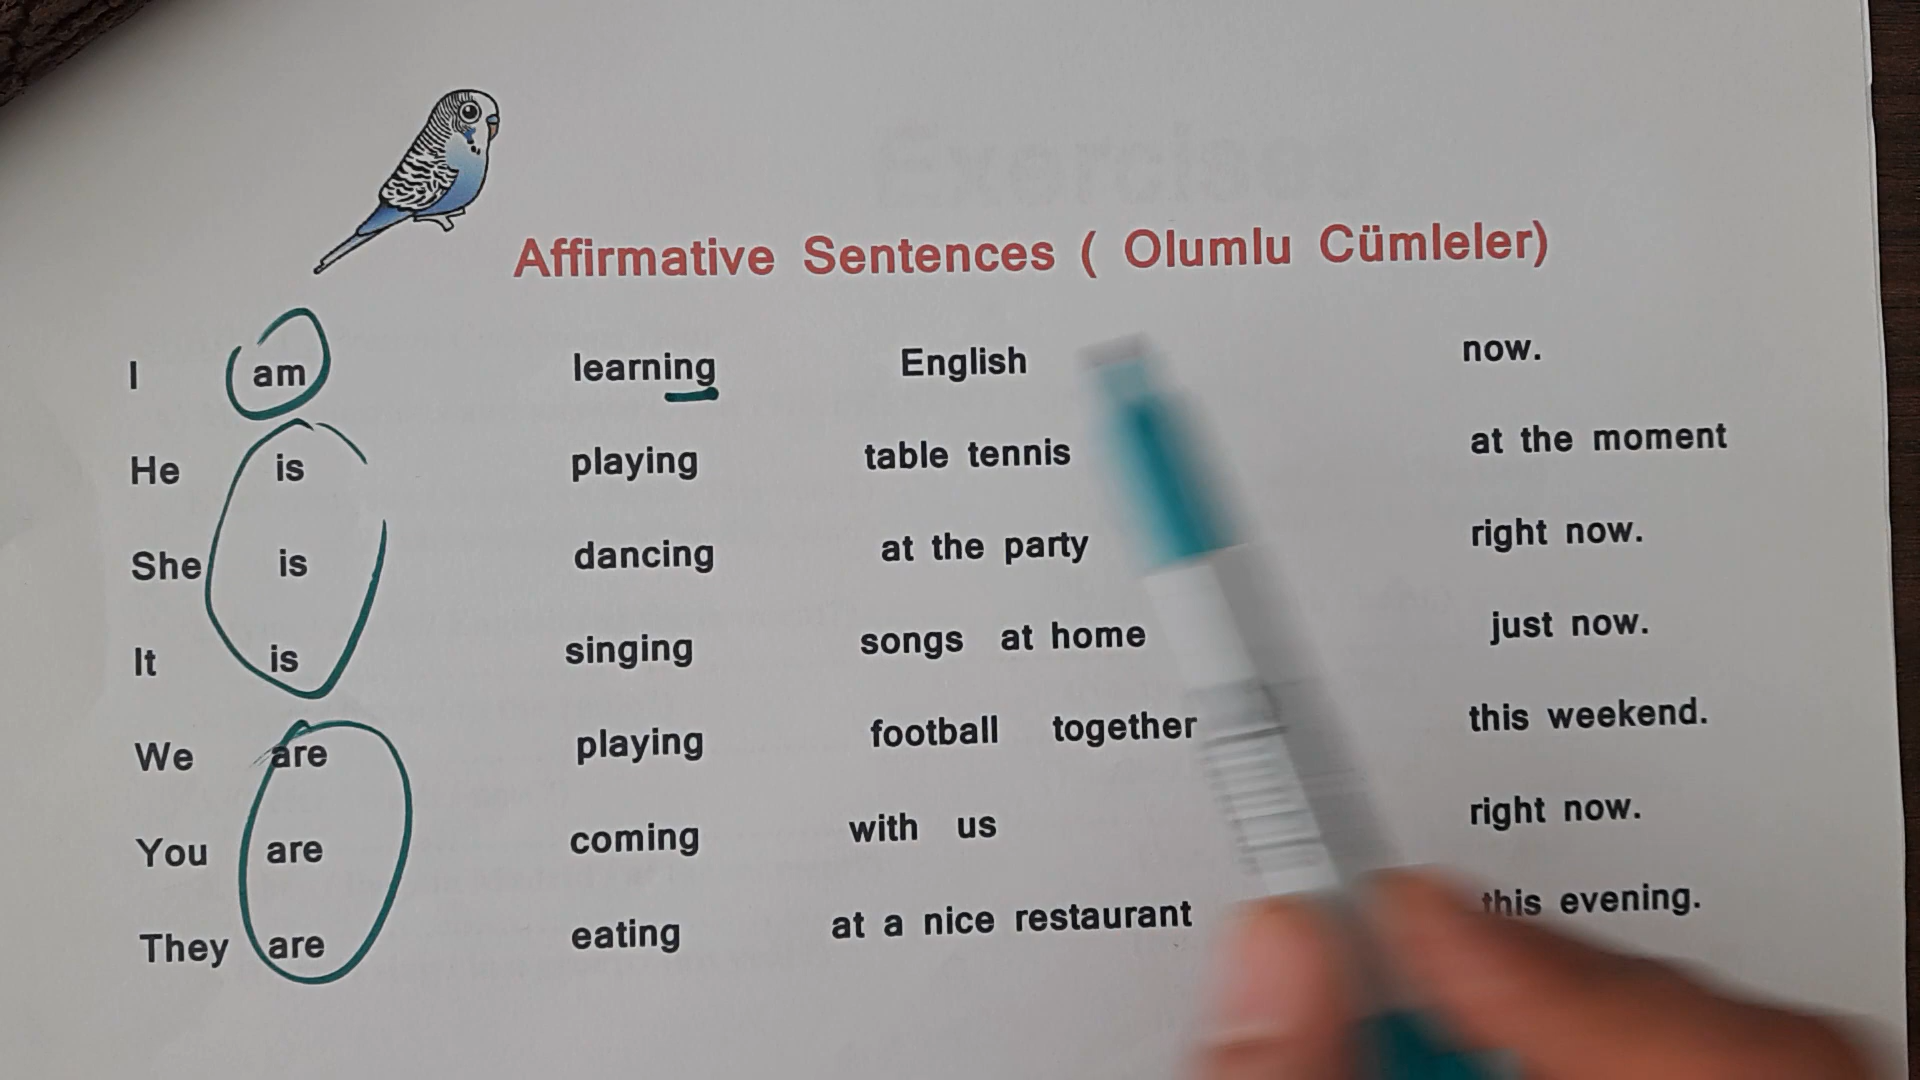 Affirmative Sentences ( Olumlu Cümleler)
I am learning English now.
He is playing table tennis at the moment
She is dancing at the party right now.
It is singing songs at home just now.
We are playing football together this weekend.
You are coming with us right now.
They are eating at a nice restaurant this evening.